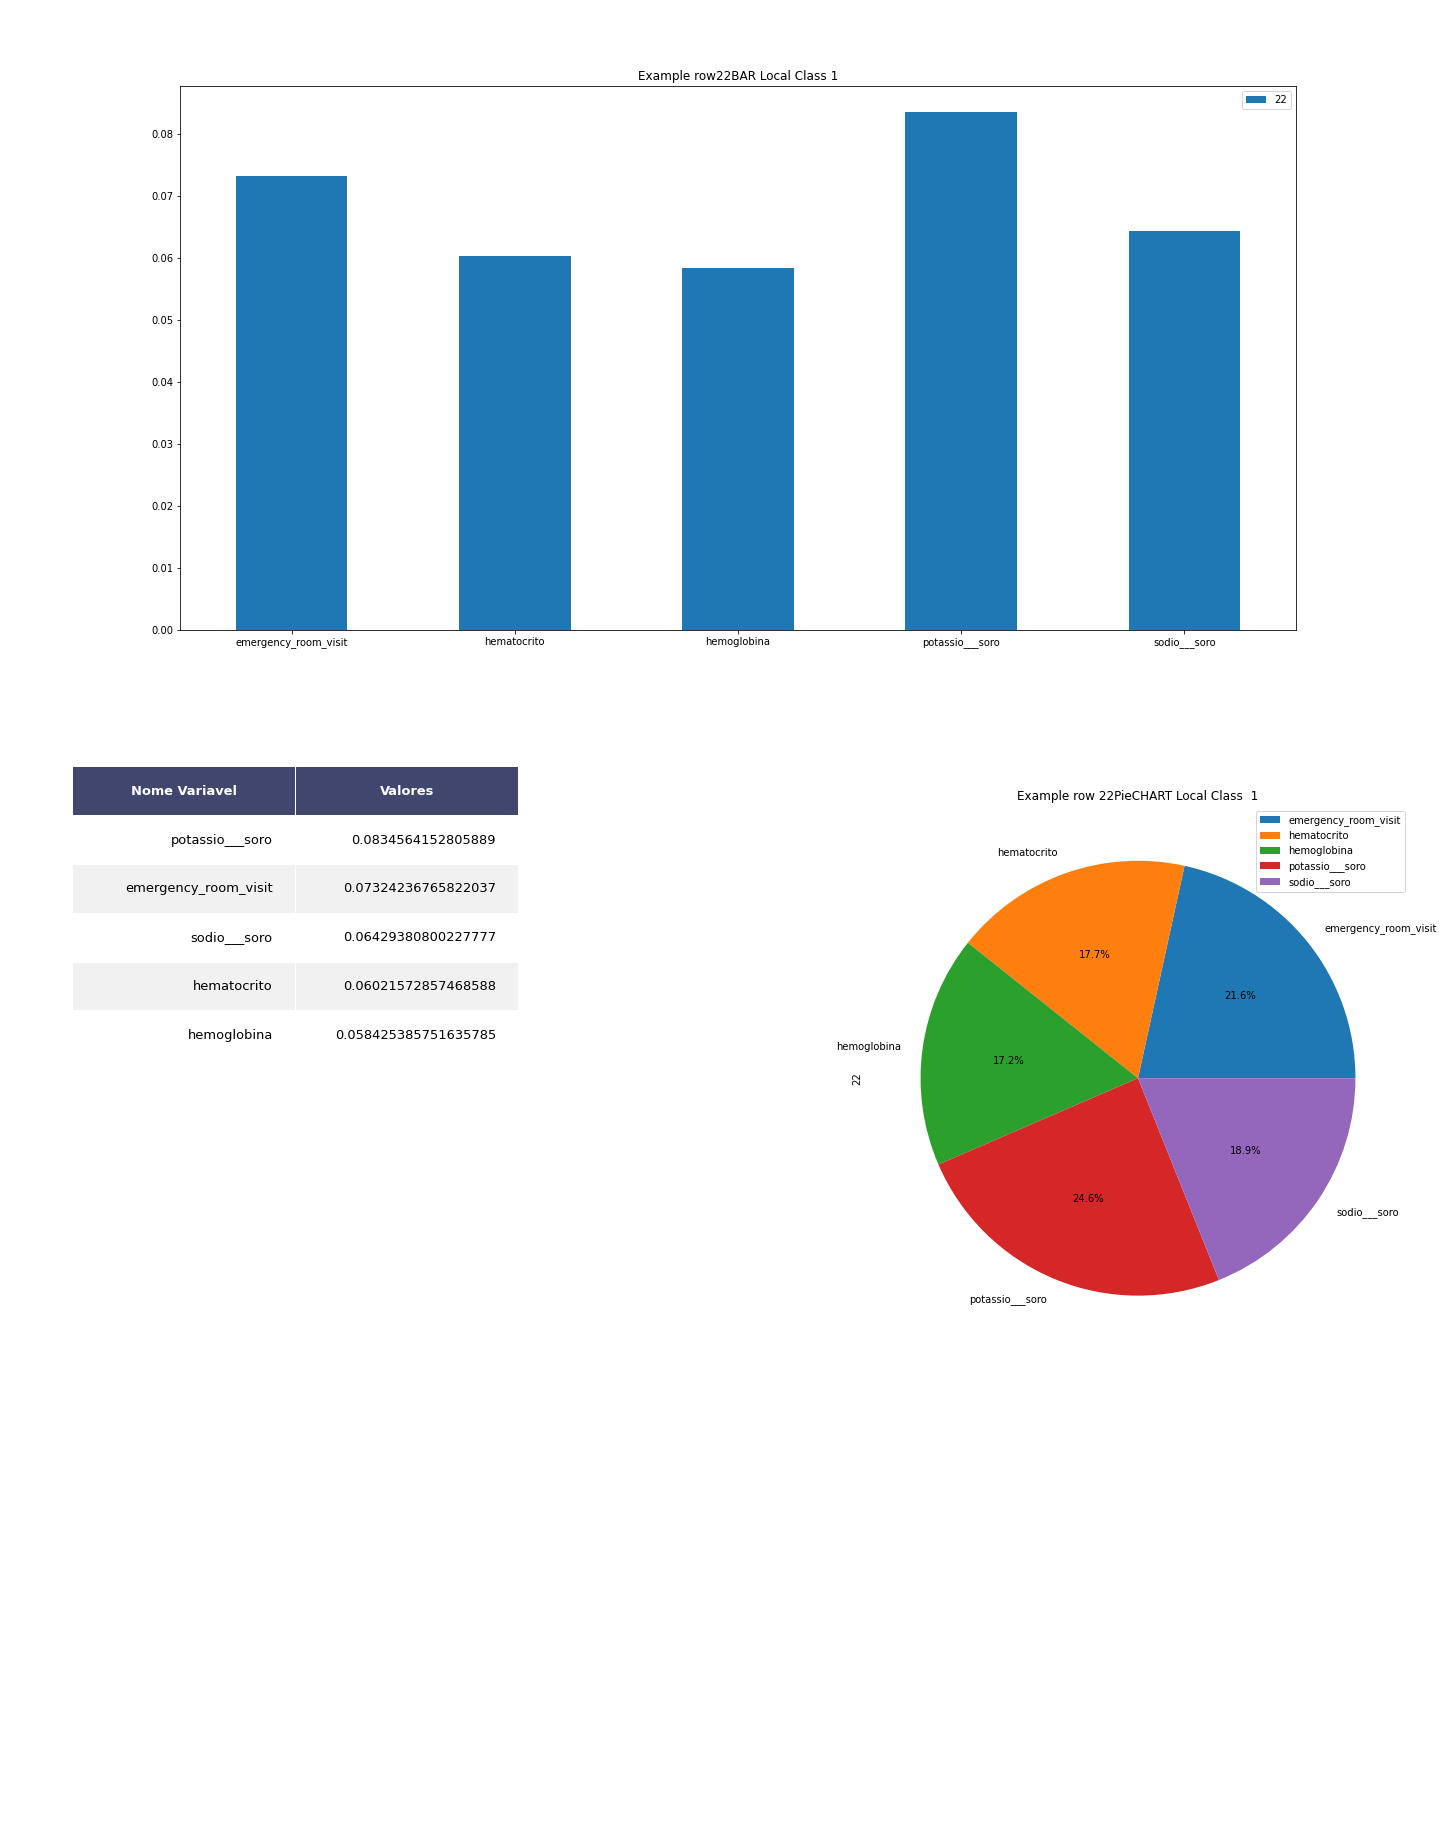 Example row22BAR Local Class 1
22
0.08
0.07
0.06
0.05
0.04
0.03
0.02
0.01
0.00
emergency_room_visit
hematocrito
hemoglobina
potassio___soro
sodio___soro
Nome Variavel Valores
potassio___soro 0.0834564152805889
emergency_room_visit 0.07324236765822037
sodio___soro 0.06429380800227777
hematocrito 0.06021572857468588
hemoglobina 0.058425385751635785
Example row 22PieCHART Local Class  1
emergency_room_visit
hematocrito
hemoglobina
potassio___soro
sodio___soro
hematocrito
emergency_room_visit
17.7%
21.6%
hemoglobina
17.2%
22
18.9%
24.6%
sodio___soro
potassio___soro